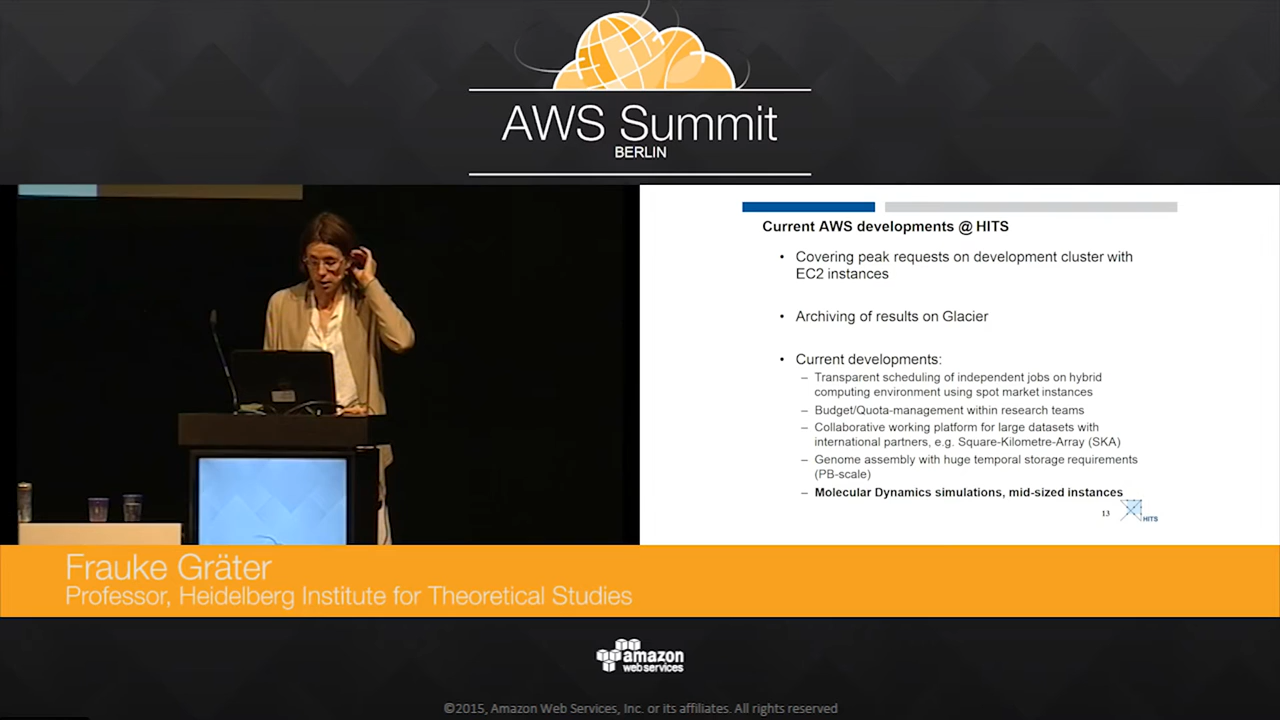 AWS Summit
BERLIN
Current AWS developments @ HITS
• Covering peak requests on development cluster with
EC2 instances
• Archiving of results on Glacier
• Current developments:
– Transparent scheduling of independent jobs on hybrid
computing environment using spot market instances
– Budget/Quota-management within research teams
– Collaborative working platform for large datasets with
international partners, e.g. Square-Kilometre-Array (SKA)
– Genome assembly with huge temporal storage requirements
(PB-scale)
– Molecular Dynamics simulations, mid-sized instances
13
HITS
Frauke Gräter
Professor, Heidelberg Institute for Theoretical Studies
amazon
web services
©2015, Amazon Web Services, Inc. or its affiliates. All rights reserved